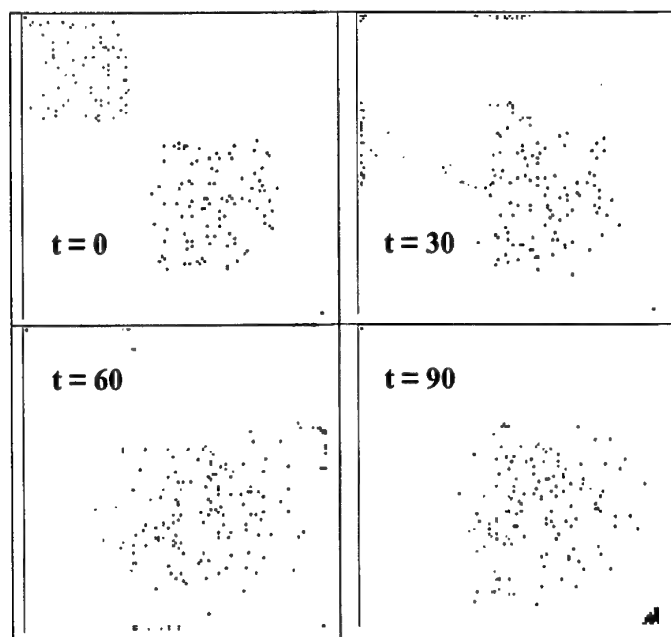 t = 0
t = 30
t = 60
t = 90